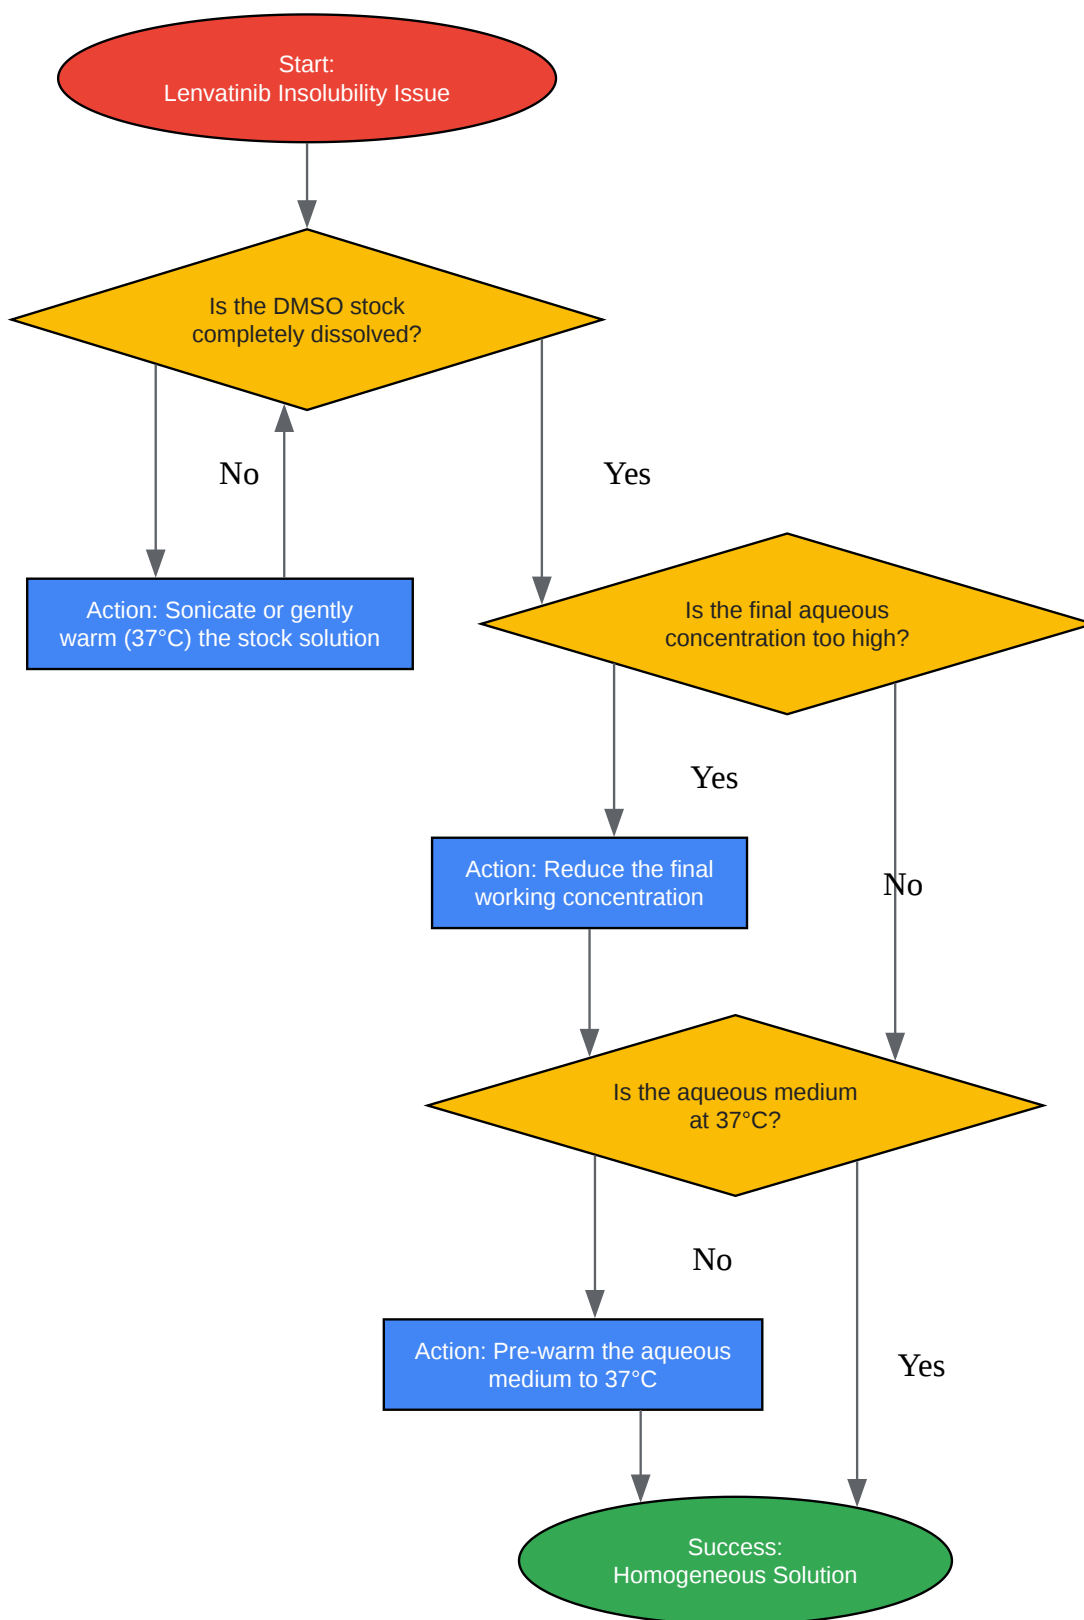 Start:
Lenvatinib Insolubility Issue
Is the DMSO stock
completely dissolved?
No
Yes
Action: Sonicate or gently
warm (37°C) the stock solution
Is the final aqueous
concentration too high?
Yes
Action: Reduce the final
working concentration
No
Is the aqueous medium
at 37°C?
No
Action: Pre-warm the aqueous
medium to 37°C
Yes
Success:
Homogeneous Solution